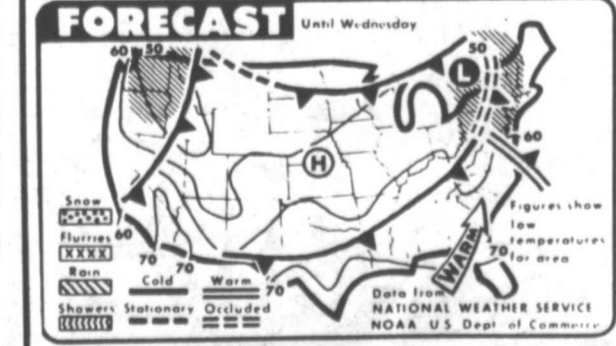 FORECAST Until Wednesday
60 50
50
L
H
60
Snow
Flurries
XXXX
Rain
Showers
60
70 70
70
70
Cold Warm
Stationary Occluded
WARM
Figures show
low
temperatures
for area
Data from
NATIONAL WEATHER SERVICE
NOAA US Dept of Commerce